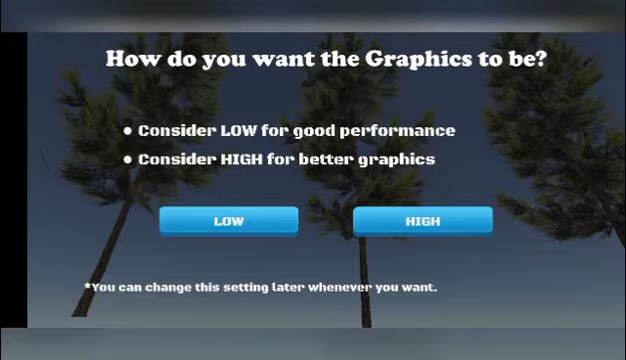 How do you want the Graphics to be?
• Consider LOW for good performance
• Consider HIGH for better graphics
LOW
HIGH
*You can change this setting later whenever you want.